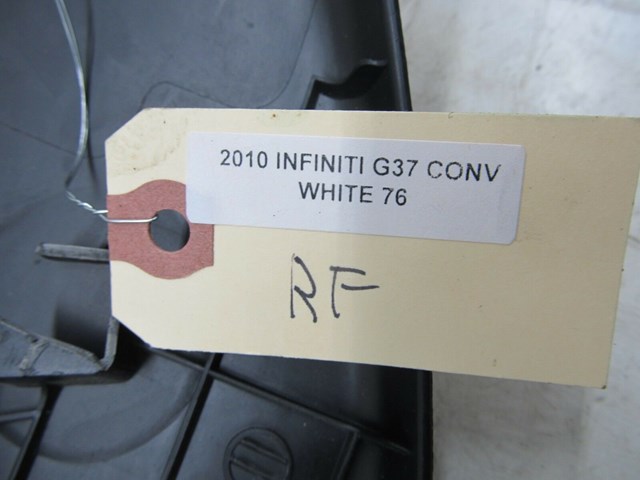 2010 INFINITI G37 CONV
WHITE 76
RF